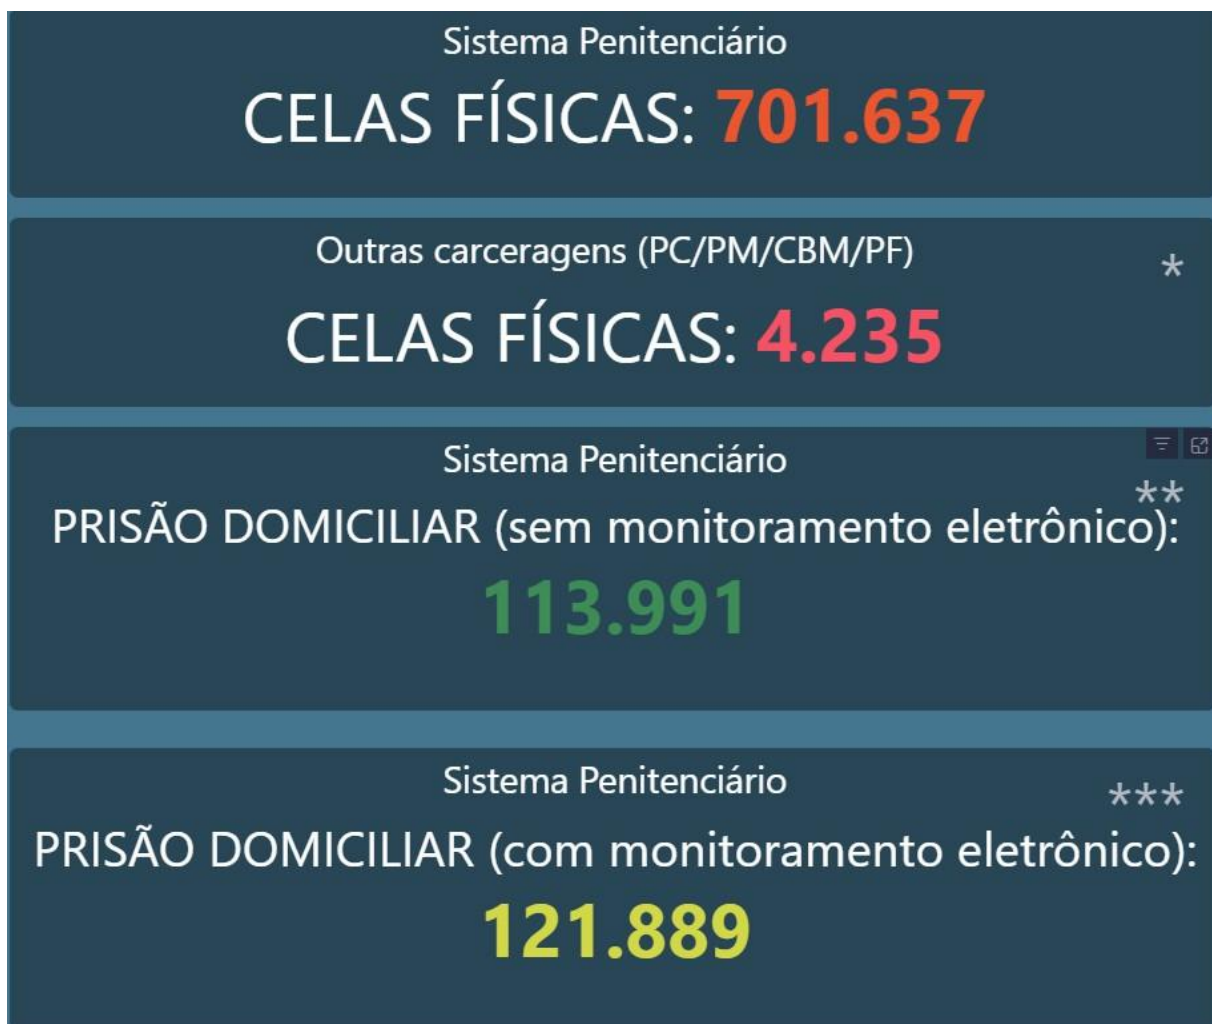 Sistema Penitenciário
CELAS FÍSICAS: 701.637
Outras carceragens (PC/PM/CBM/PF)
*
CELAS FÍSICAS: 4.235
Sistema Penitenciário
**
PRISÃO DOMICILIAR (sem monitoramento eletrônico):
113.991
Sistema Penitenciário
***
PRISÃO DOMICILIAR (com monitoramento eletrônico):
121.889